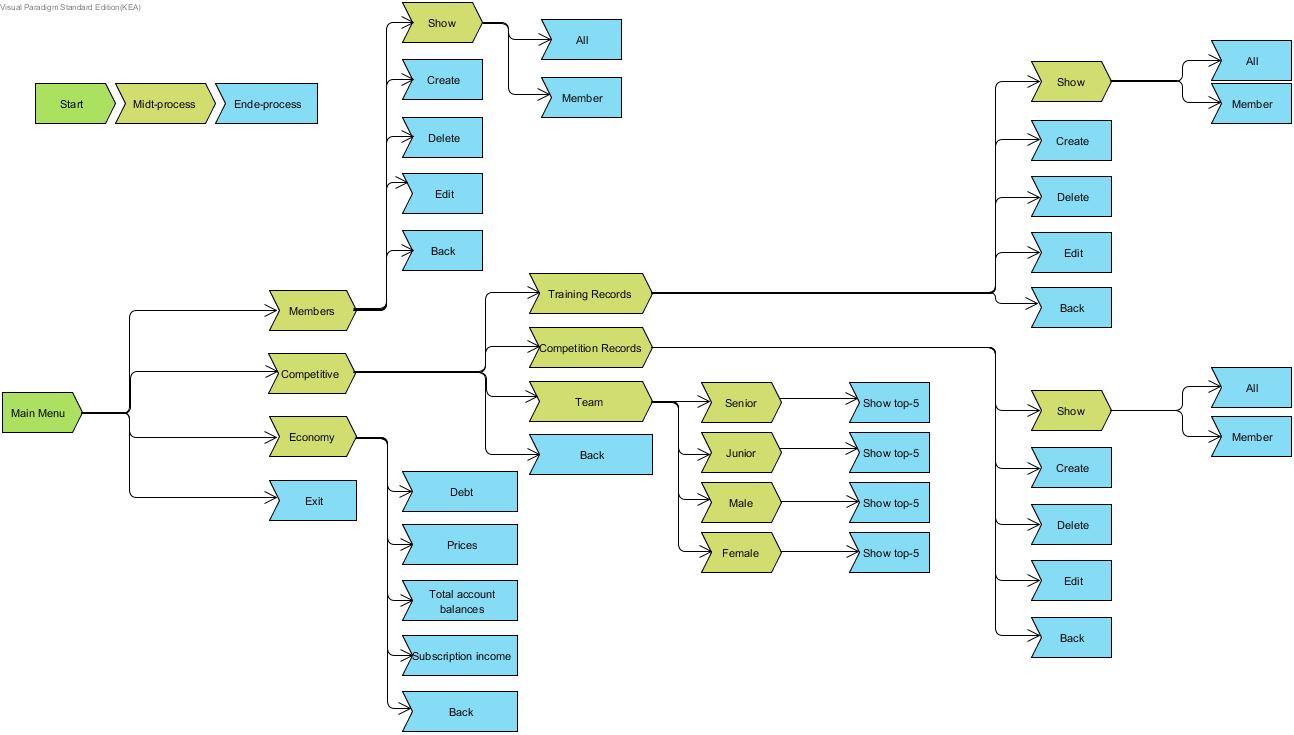 Visual Paradigm Standard Edition(KEA)
Show
All
Create
Member
Start
Midt-process
Ende-process
Delete
Edit
Back
Show
All
Member
Create
Delete
Edit
Back
Members
Training Records
Competition Records
Competitive
Team
Senior
Show top-5
Show
All
Member
Main Menu
Economy
Back
Junior
Show top-5
Create
Exit
Debt
Male
Show top-5
Delete
Prices
Female
Show top-5
Edit
Total account
balances
Back
Subscription income
Back